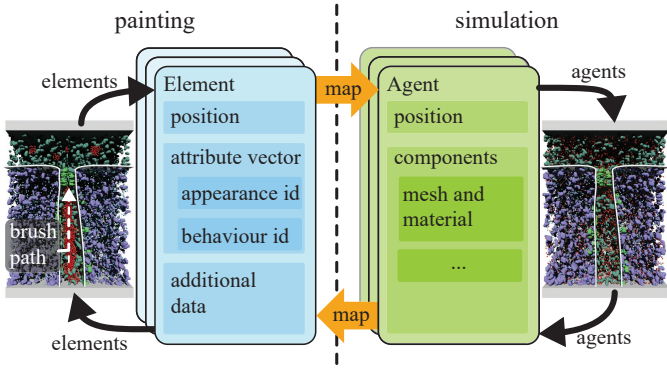 painting
simulation
elements
Element
position
attribute vector
appearance id
behaviour id
additional
data
brush
path
elements
map
map
Agent
position
components
mesh and
material
...
agents
agents